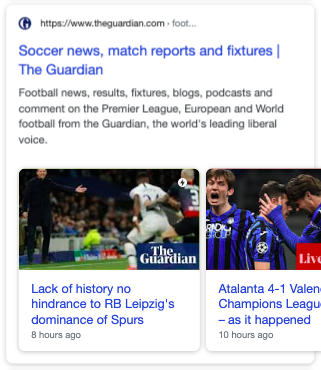 https://www.theguardian.com › foot...
Soccer news, match reports and fixtures |
The Guardian
Football news, results, fixtures, blogs, podcasts and
comment on the Premier League, European and World
football from the Guardian, the world's leading liberal
voice.
The
Guardian
Live
Lack of history no
hindrance to RB Leipzig's
dominance of Spurs
8 hours ago
Atalanta 4-1 Valen
Champions Leagu
– as it happened
10 hours ago